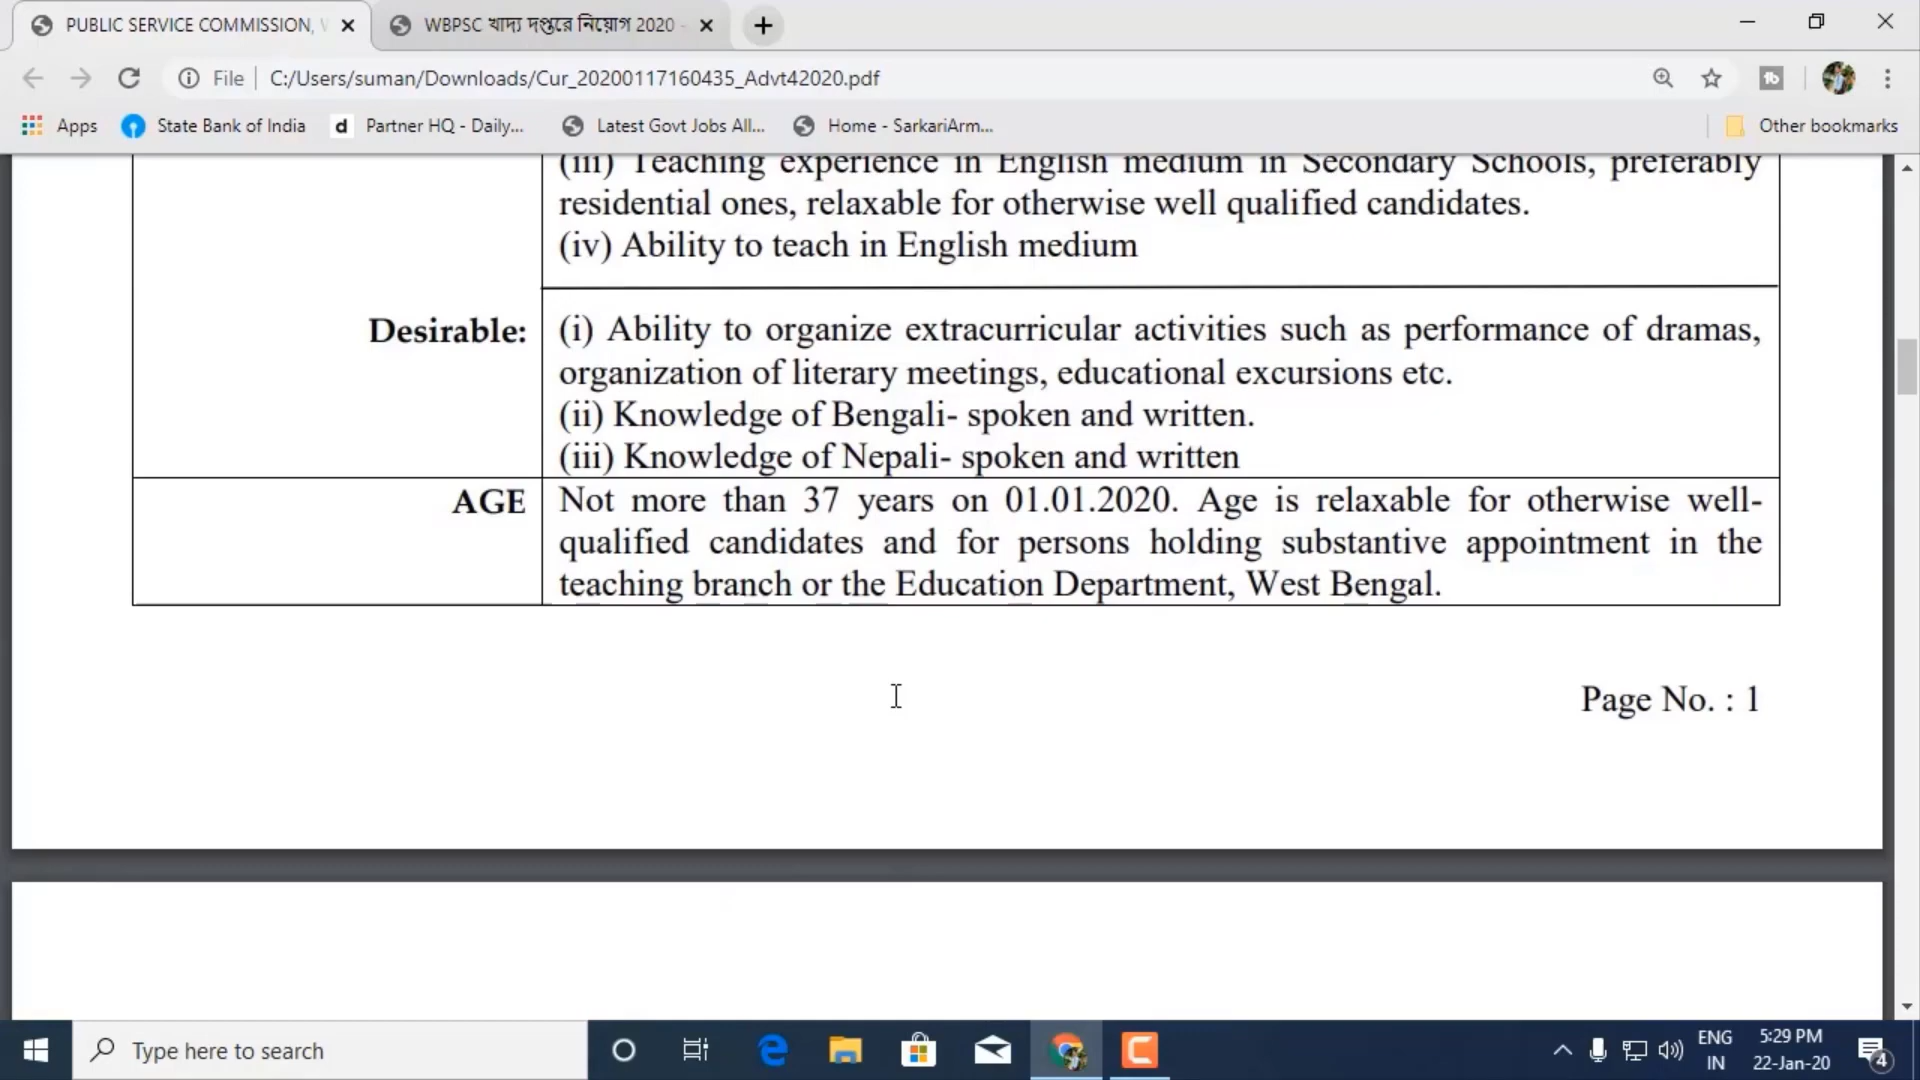 PUBLIC SERVICE COMMISSION,
WBPSC খাদ্য দপ্তরে নিয়োগ 2020 -
File
C:/Users/suman/Downloads/Cur_20200117160435_Advt42020.pdf
Apps
State Bank of India
d Partner HQ - Daily...
Latest Govt Jobs All...
Home - SarkariArm...
Other bookmarks
(iii) Teaching experience in English medium in Secondary Schools, preferably
residential ones, relaxable for otherwise well qualified candidates.
(iv) Ability to teach in English medium
Desirable:
(i) Ability to organize extracurricular activities such as performance of dramas,
organization of literary meetings, educational excursions etc.
(ii) Knowledge of Bengali- spoken and written.
(iii) Knowledge of Nepali- spoken and written
AGE
Not more than 37 years on 01.01.2020. Age is relaxable for otherwise well-
qualified candidates and for persons holding substantive appointment in the
teaching branch or the Education Department, West Bengal.
Page No. : 1
Type here to search
ENG
IN
5:29 PM
22-Jan-20
4